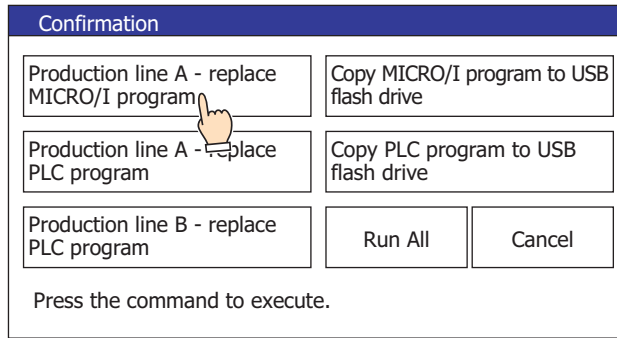 Confirmation
Production line A - replace
MICRO/I program
Copy MICRO/I program to USB
flash drive
Production line A - replace
PLC program
Copy PLC program to USB
flash drive
Production line B - replace
PLC program
Run All
Cancel
Press the command to execute.